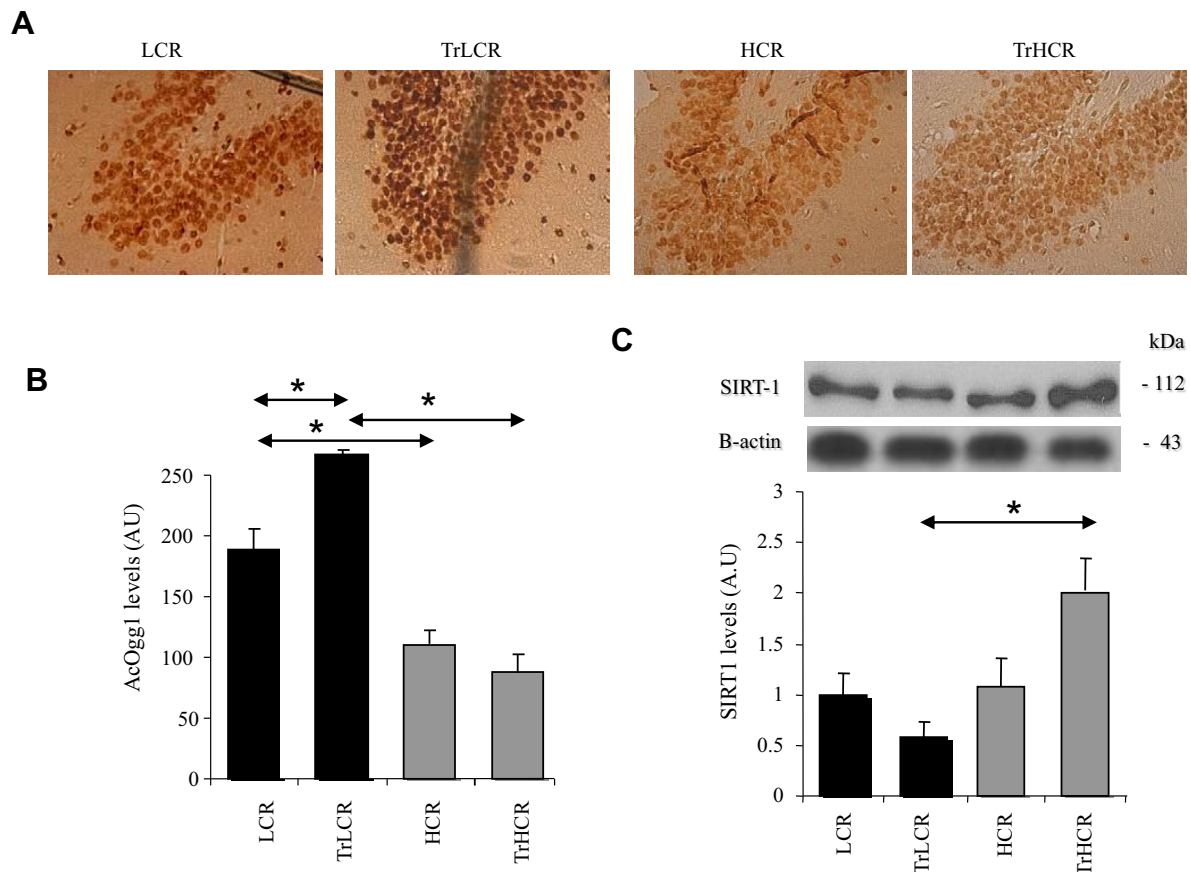 A
LCR TrLCR HCR TrHCR
B
*
*
*
AcOgg1 levels (AU)
250
200
150
100
50
0
LCR TrLCR HCR TrHCR
C
kDa
SIRT-1 - 112
B-actin - 43
*
SIRT1 levels (A.U)
3
2.5
2
1.5
1
0.5
0
LCR TrLCR HCR TrHCR